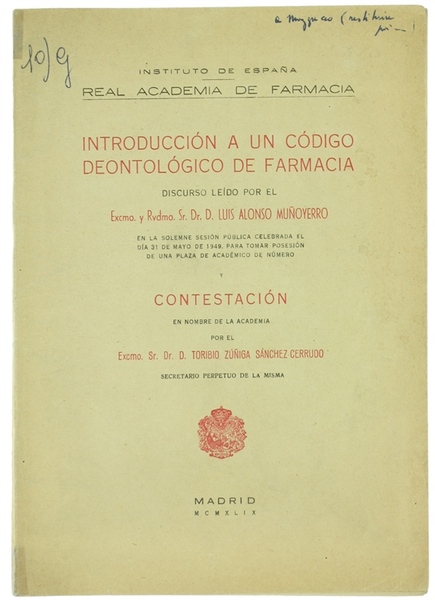 10/9
INSTITUTO DE ESPAÑA
REAL ACADEMIA DE FARMACIA
INTRODUCCIÓN A UN CÓDIGO
DEONTOLÓGICO DE FARMACIA
DISCURSO LEÍDO POR EL
Excmo. y Rvdmo. Sr. Dr. D. LUIS ALONSO MUÑOYERRO
EN LA SOLEMNE SESIÓN PÚBLICA CELEBRADA EL
DÍA 31 DE MAYO DE 1949, PARA TOMAR POSESIÓN
DE UNA PLAZA DE ACADÉMICO DE NÚMERO
Y
CONTESTACIÓN
EN NOMBRE DE LA ACADEMIA
POR EL
Excmo. Sr. Dr. D. TORIBIO ZÚÑIGA SÁNCHEZ-CERRUDO
SECRETARIO PERPETUO DE LA MISMA
MADRID
MCMXLIX